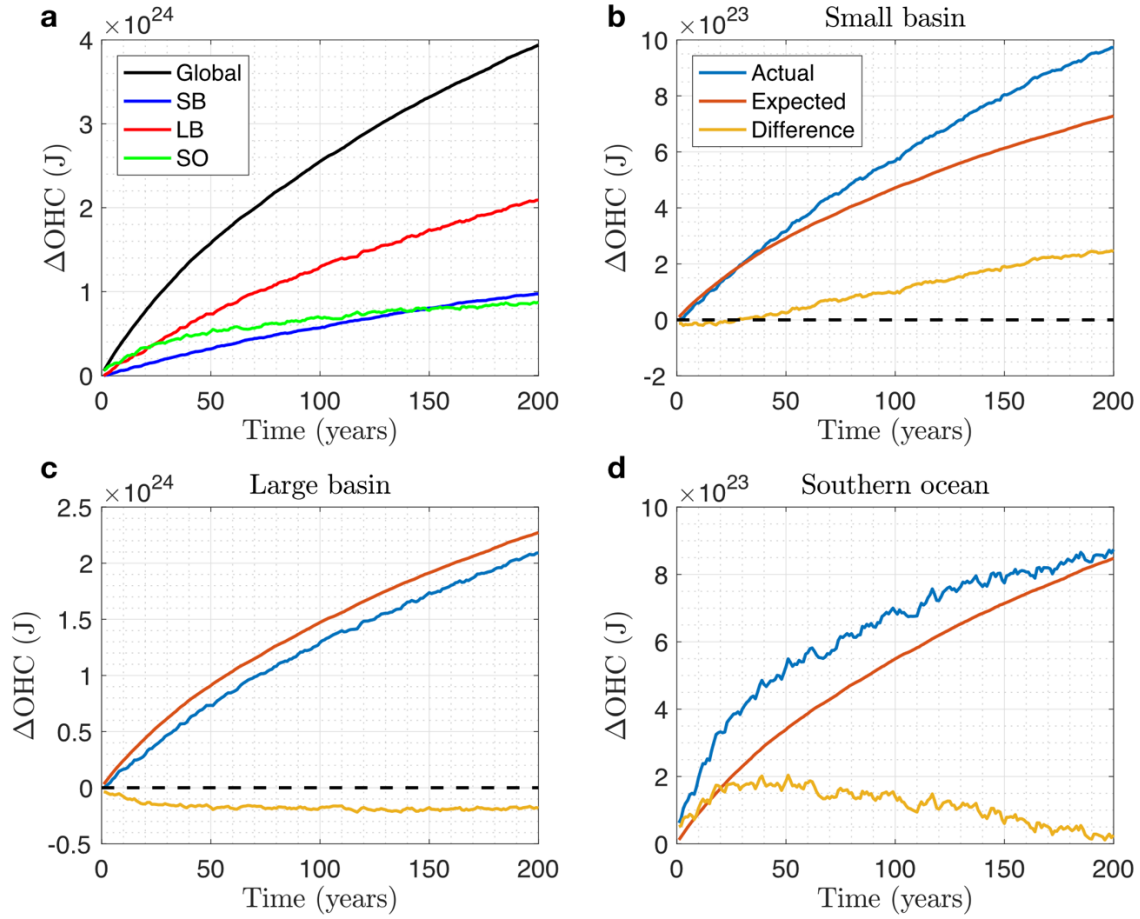 a
×10^24
4
3
2
1
0
ΔOHC (J)
Global
SB
LB
SO
0 50 100 150 200
Time (years)
b
×10^23
Small basin
10
8
6
4
2
0
-2
ΔOHC (J)
Actual
Expected
Difference
0 50 100 150 200
Time (years)
c
×10^24
Large basin
2.5
2
1.5
1
0.5
0
-0.5
ΔOHC (J)
0 50 100 150 200
Time (years)
d
×10^23
Southern ocean
10
8
6
4
2
0
ΔOHC (J)
0 50 100 150 200
Time (years)